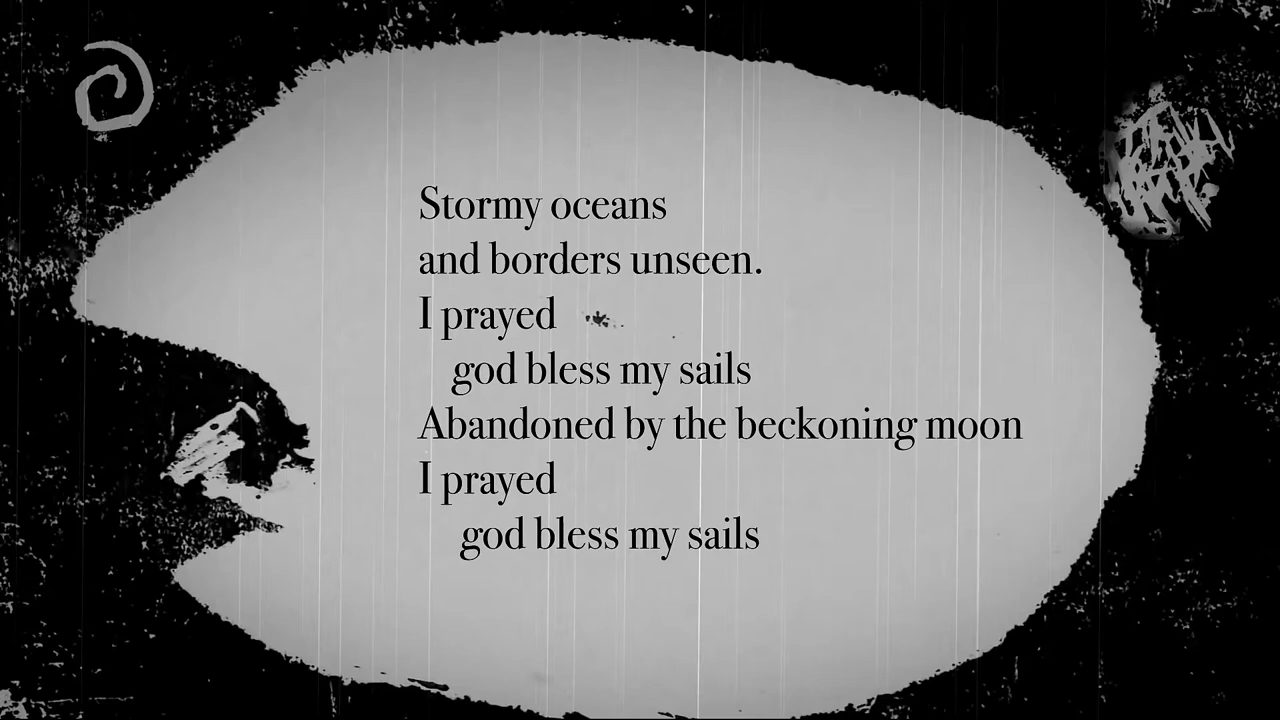 Stormy oceans
and borders unseen.
I prayed
god bless my sails
Abandoned by the beckoning moon
I prayed
god bless my sails